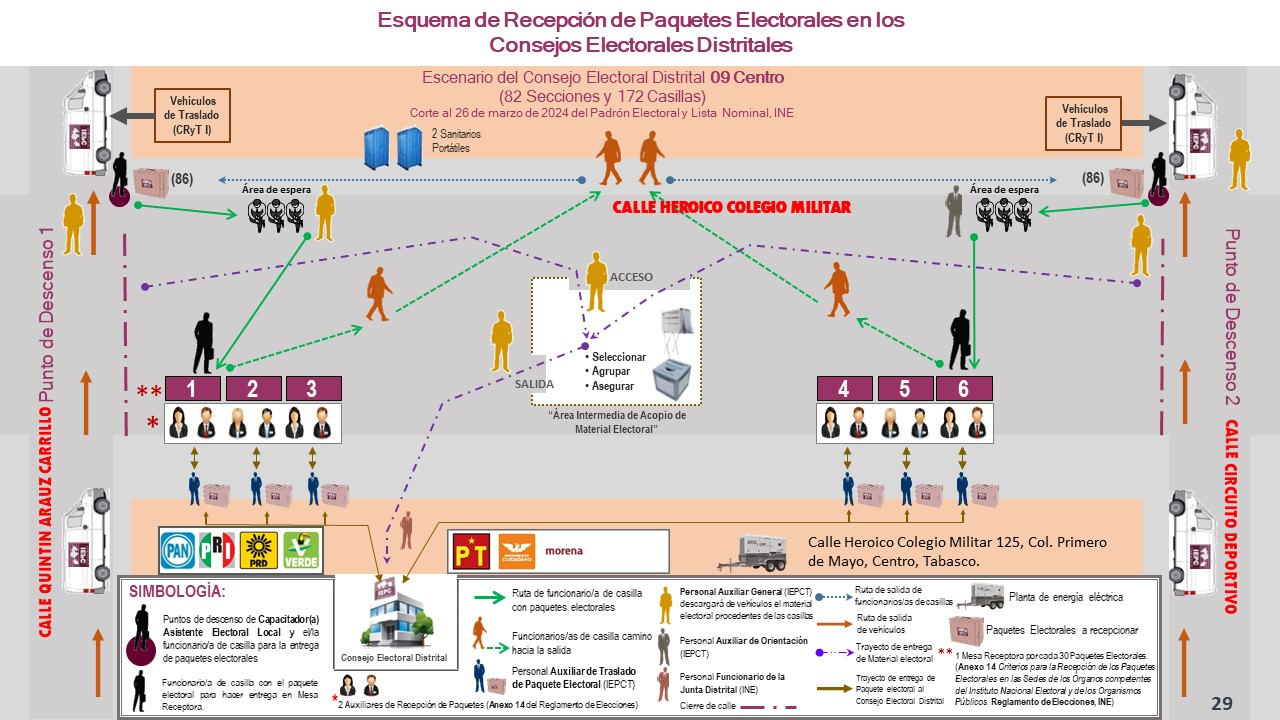 Esquema de Recepción de Paquetes Electorales en los
Consejos Electorales Distritales
Escenario del Consejo Electoral Distrital 09 Centro
(82 Secciones y 172 Casillas)
Corte al 26 de marzo de 2024 del Padrón Electoral y Lista Nominal, INE
Vehículos
de Traslado
(CRyT I)
Vehículos
de Traslado
(CRyT I)
2 Sanitarios
Portátiles
IEPC
IEPC
(86)
(86)
Área de espera
Área de espera
CALLE HEROICO COLEGIO MILITAR
Punto de Descenso 1
Punto de Descenso 2
ACCESO
• Seleccionar
• Agrupar
• Asegurar
SALIDA
"Área Intermedia de Acopio de
Material Electoral"
** 1 2 3
4 5 6
*
CALLE QUINTIN ARAUZ CARRILLO
CALLE CIRCUITO DEPORTIVO
IEPC
IEPC
PAN PRD PRD VERDE
PT MOVIMIENTO CIUDADANO morena
Calle Heroico Colegio Militar 125, Col. Primero
de Mayo, Centro, Tabasco.
SIMBOLOGÍA:
Puntos de descenso de Capacitador(a)
Asistente Electoral Local y el/la
funcionario/a de casilla para la entrega
de paquetes electorales
Funcionario/a de casilla con el paquete
electoral para hacer entrega en Mesa
Receptora.
IEPC
Consejo Electoral Distrital
* 2 Auxiliares de Recepción de Paquetes (Anexo 14 del Reglamento de Elecciones)
Ruta de funcionario/a de casilla
con paquetes electorales
Funcionarios/as de casilla camino
hacia la salida
Personal Auxiliar de Traslado
de Paquete Electoral (IEPCT)
Personal Auxiliar General (IEPCT)
descargará de vehículos el material
electoral procedentes de las casillas
Personal Auxiliar de Orientación
(IEPCT)
Personal Funcionario de la
Junta Distrital (INE)
Cierre de calle
Ruta de salida de
funcionarios/as de casillas
Ruta de salida
de vehículos
Trayecto de entrega
de Material electoral
Trayecto de entrega de
Paquete electoral al
Consejo Electoral Distrital
Planta de energía eléctrica
Paquetes Electorales a recepcionar
** 1 Mesa Receptora por cada 30 Paquetes Electorales.
(Anexo 14 Criterios para la Recepción de los Paquetes
Electorales en las Sedes de los Órganos competentes
del Instituto Nacional Electoral y de los Organismos
Públicos. Reglamento de Elecciones, INE)
29